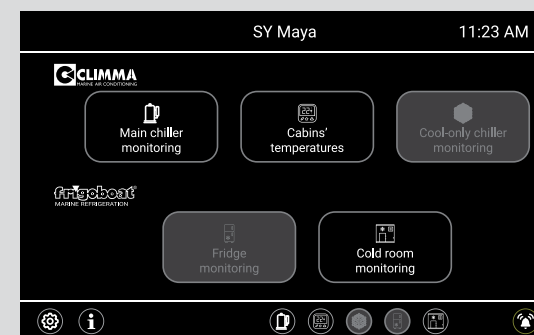 SY Maya
11:23 AM
CLIMMA
MARINE AIR CONDITIONING
Main chiller
monitoring
Cabins'
temperatures
Cool-only chiller
monitoring
frigoboat®
MARINE REFRIGERATION
Fridge
monitoring
Cold room
monitoring